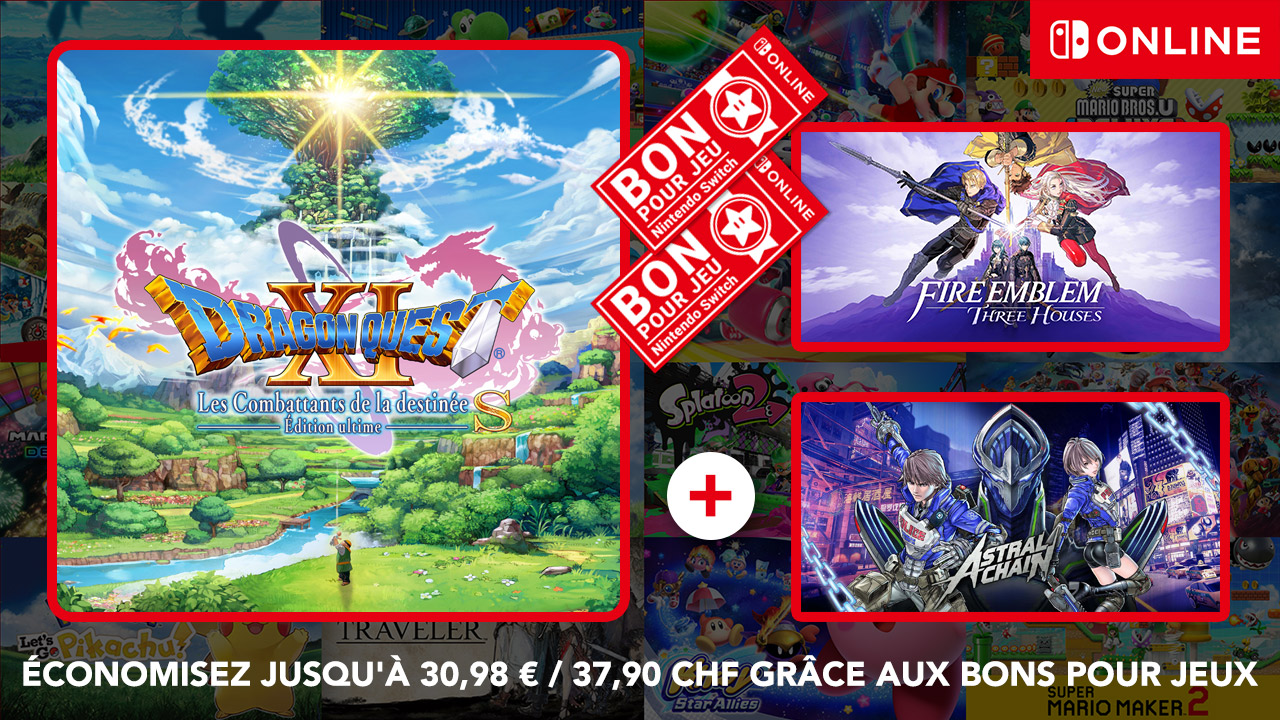 ONLINE
SUPER
MARIO BROS.U
DELUXE
ONLINE
BON
POUR JEU
Nintendo Switch
ONLINE
BON
POUR JEU
Nintendo Switch
DRAGON QUEST
XI
®
Les Combattants de la destinée S
Édition ultime
FIRE EMBLEM
THREE HOUSES
Splatoon 2
+
ASTRAL
CHAIN
Let's
Go Pikachu!
TRAVELER
Kirby
Star Allies
SUPER
MARIO MAKER 2
ÉCONOMISEZ JUSQU'À 30,98 € / 37,90 CHF GRÂCE AUX BONS POUR JEUX